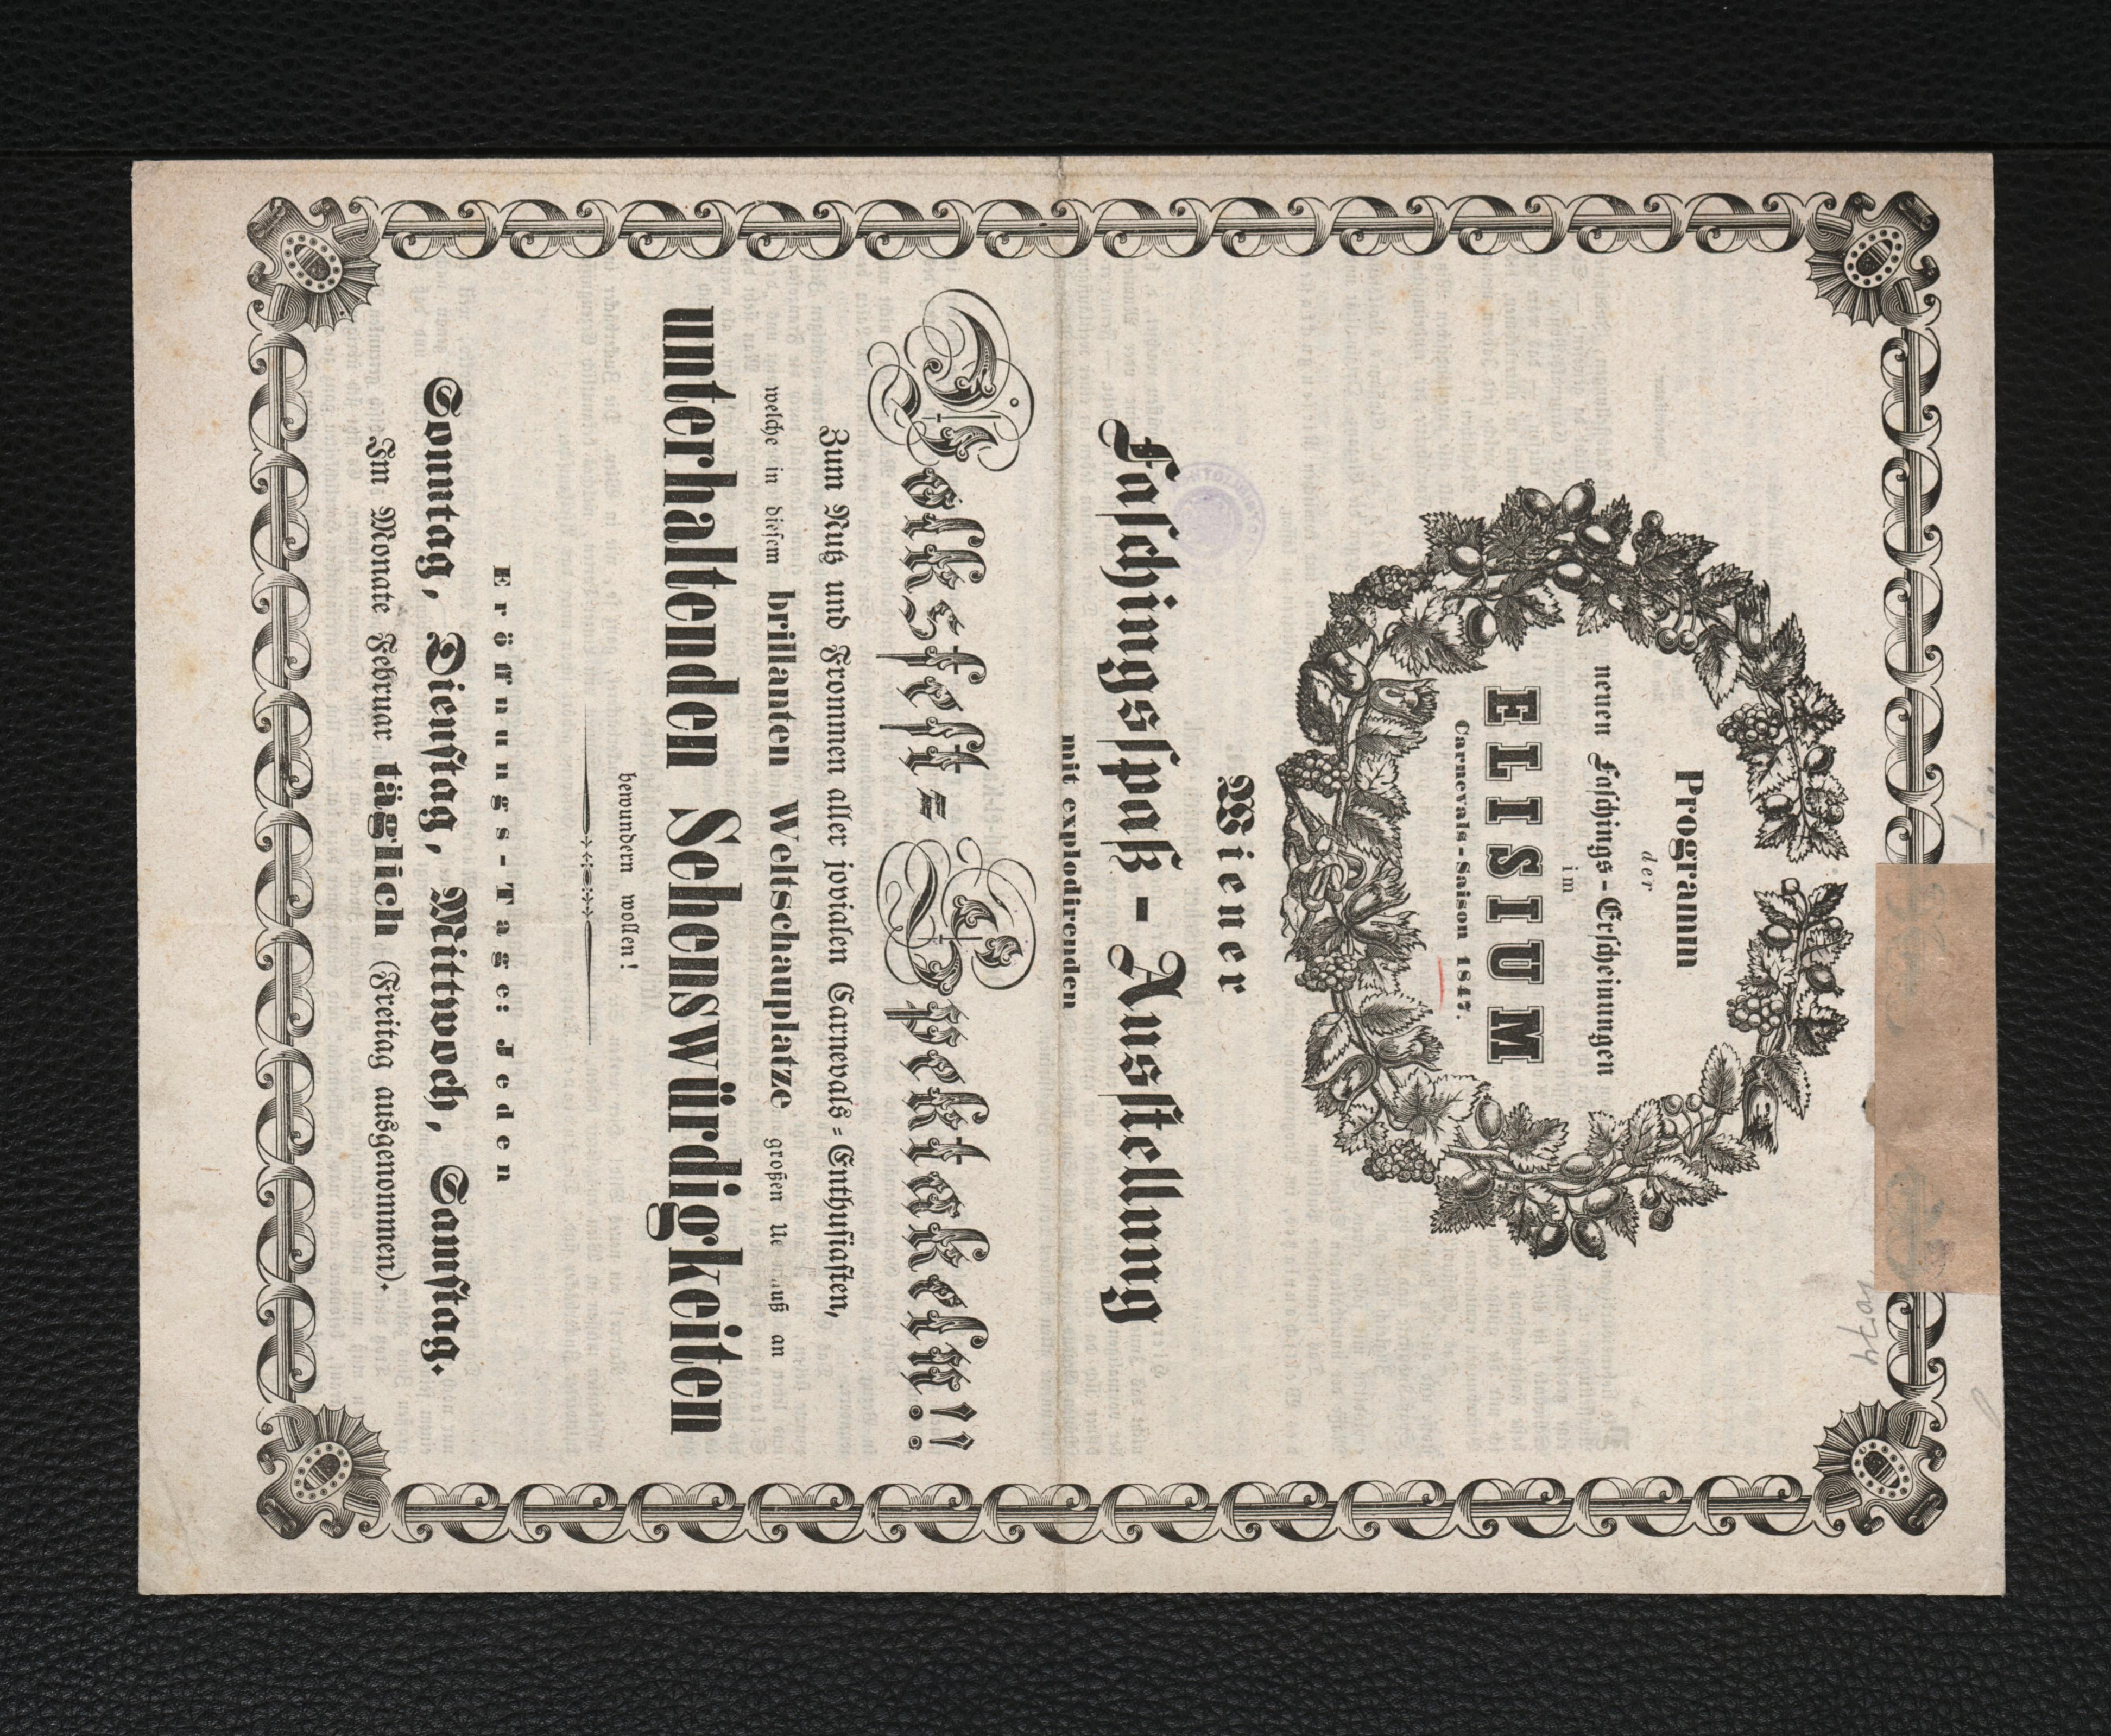 Programm
der
neuen Faschings-Erscheinungen
im
ELISIUM
Carnevals-Saison 1847.
Wiener
Faschingsspaß-Ausstellung
mit explodirenden
Volksfest-Spektakeln!!
Zum Nutz und Frommen aller jovialen Carnevals-Enthusiasten,
welche in diesem brillanten Weltschauplatze großen Ue uß an
unterhaltenden Sehenswürdigkeiten
bewundern wollen!
Eröffnungs-Tage: Jeden
Sonntag, Dienstag, Mittwoch, Samstag.
Im Monate Februar täglich (Freitag ausgenommen).